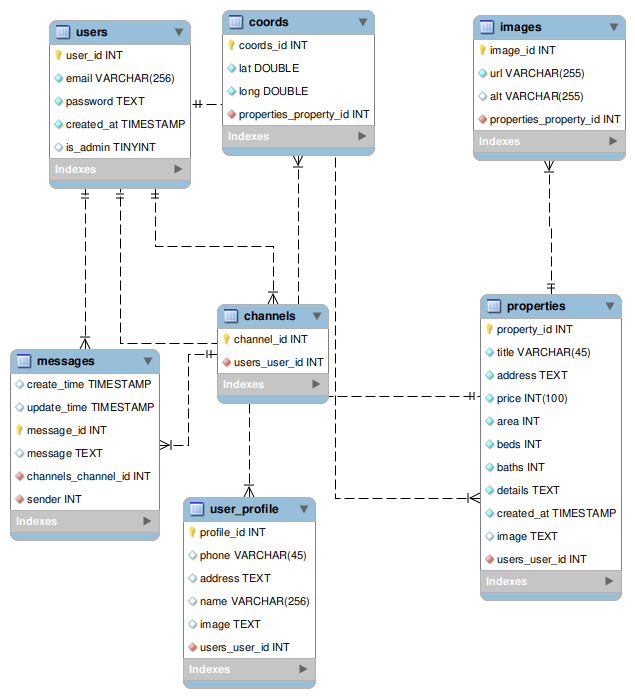 users
user_id INT
email VARCHAR(256)
password TEXT
created_at TIMESTAMP
is_admin TINYINT
Indexes
coords
coords_id INT
lat DOUBLE
long DOUBLE
properties_property_id INT
Indexes
images
image_id INT
url VARCHAR(255)
alt VARCHAR(255)
properties_property_id INT
Indexes
channels
channel_id INT
users_user_id INT
Indexes
properties
property_id INT
title VARCHAR(45)
address TEXT
price INT(100)
area INT
beds INT
baths INT
details TEXT
created_at TIMESTAMP
image TEXT
users_user_id INT
Indexes
messages
create_time TIMESTAMP
update_time TIMESTAMP
message_id INT
message TEXT
channels_channel_id INT
sender INT
Indexes
user_profile
profile_id INT
phone VARCHAR(45)
address TEXT
name VARCHAR(256)
image TEXT
users_user_id INT
Indexes